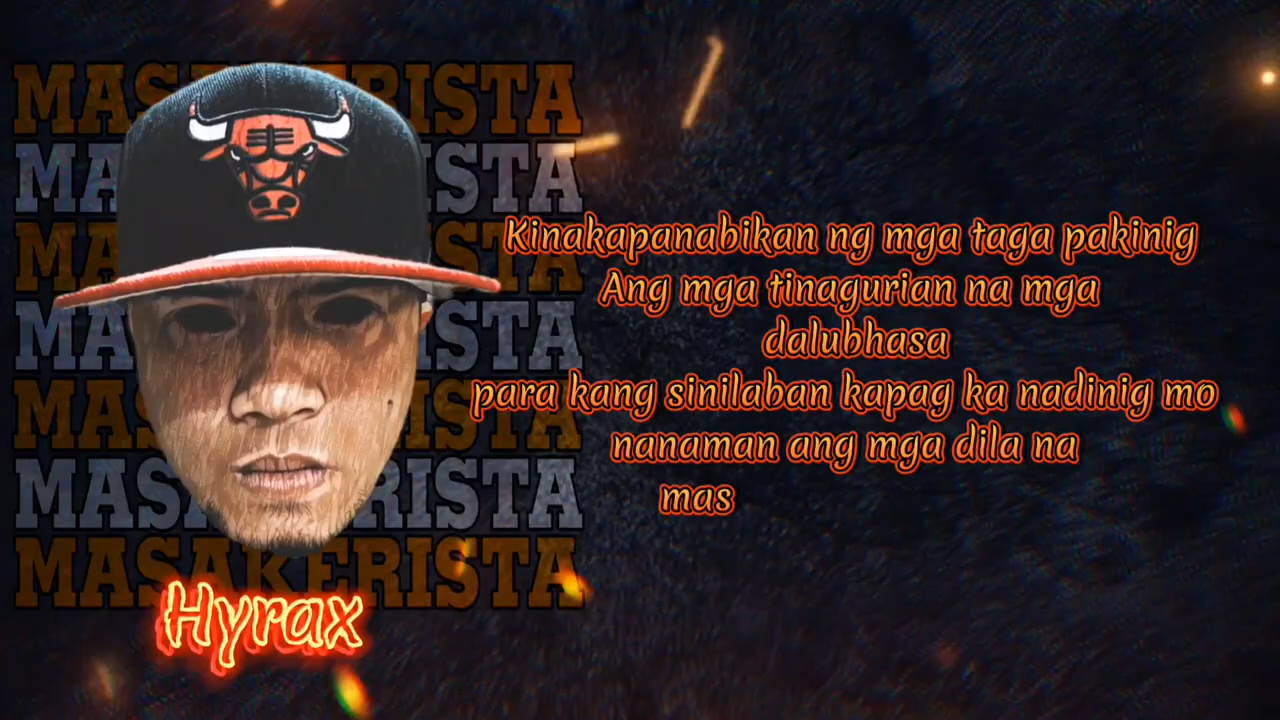 MASAKERISTA
MASAKERISTA
MASAKERISTA
MASAKERISTA
MASAKERISTA
MASAKERISTA
MASAKERISTA
Kinakapanabikan ng mga taga pakinig
Ang mga tinagurian na mga
dalubhasa
para kang sinilaban kapag ka nadinig mo
nanaman ang mga dila na
mas
Hyrax